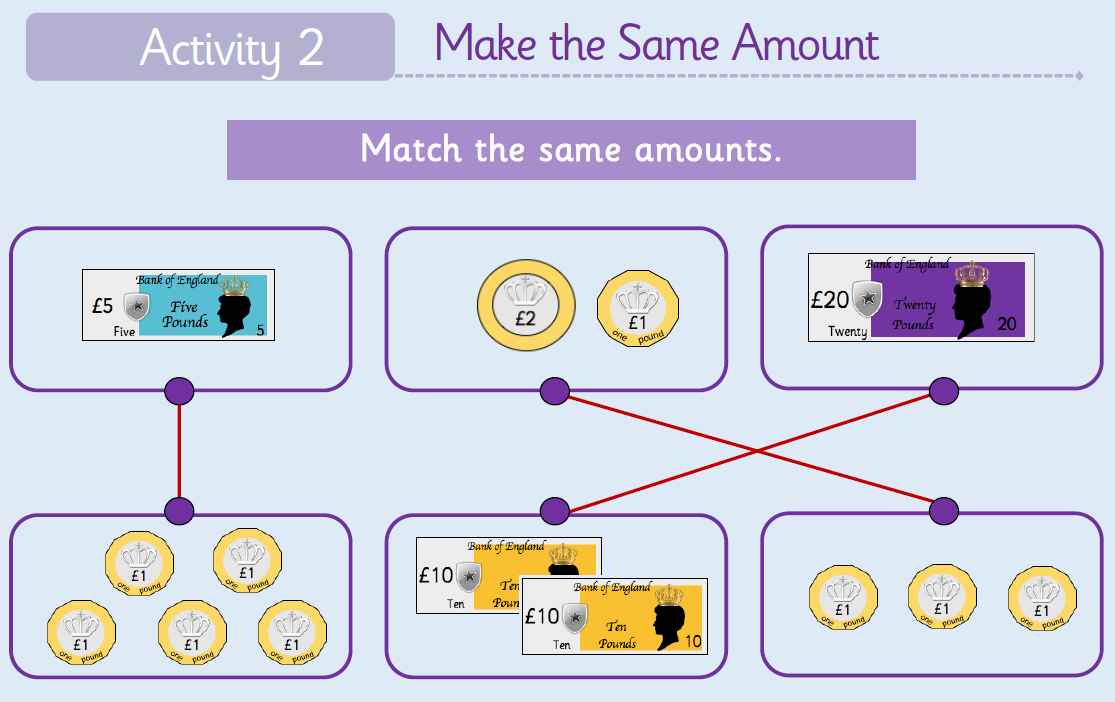 Activity 2
Make the Same Amount
Match the same amounts.
Bank of England
£5
Five
Pounds
Five
5
£2
£1
one pound
Bank of England
£20
Twenty
Pounds
Twenty
20
£1
one pound
£1
one pound
£1
one pound
£1
one pound
£1
one pound
Bank of England
£10
Ten
Poun
Ten
Bank of England
£10
Ten
Pounds
Ten
10
£1
one pound
£1
one pound
£1
one pound